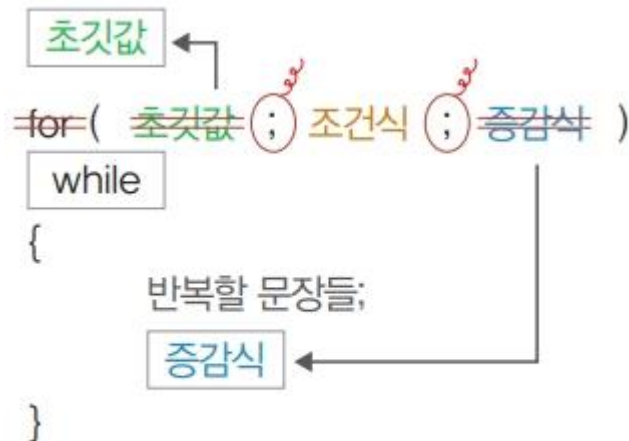 초깃값
for ( 초깃값 ; 조건식 ; 증감식 )
while
{
반복할 문장들;
증감식
}